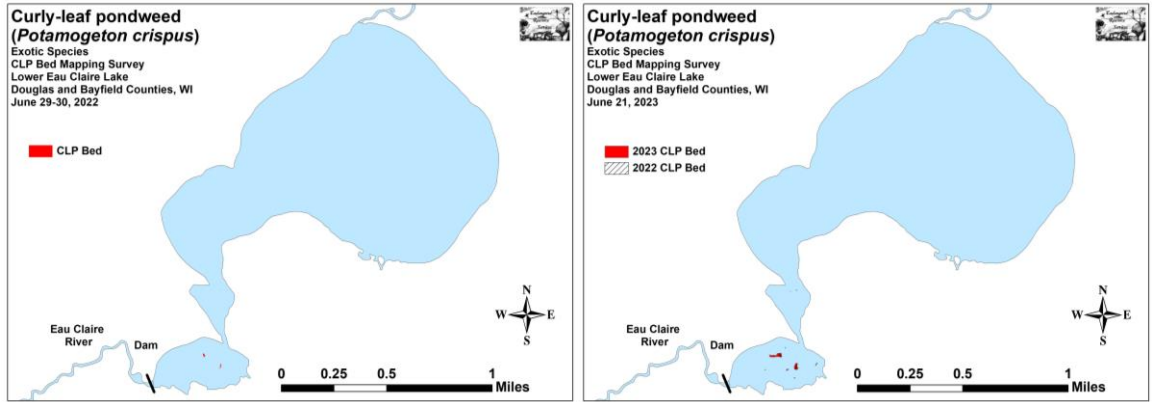 Curly-leaf pondweed
(Potamogeton crispus)
Exotic Species
CLP Bed Mapping Survey
Lower Eau Claire Lake
Douglas and Bayfield Counties, WI
June 29-30, 2022
CLP Bed
N
W E
S
Eau Claire
River
Dam
0 0.25 0.5 1
Miles
Curly-leaf pondweed
(Potamogeton crispus)
Exotic Species
CLP Bed Mapping Survey
Lower Eau Claire Lake
Douglas and Bayfield Counties, WI
June 21, 2023
2023 CLP Bed
2022 CLP Bed
N
W E
S
Eau Claire
River
Dam
0 0.25 0.5 1
Miles